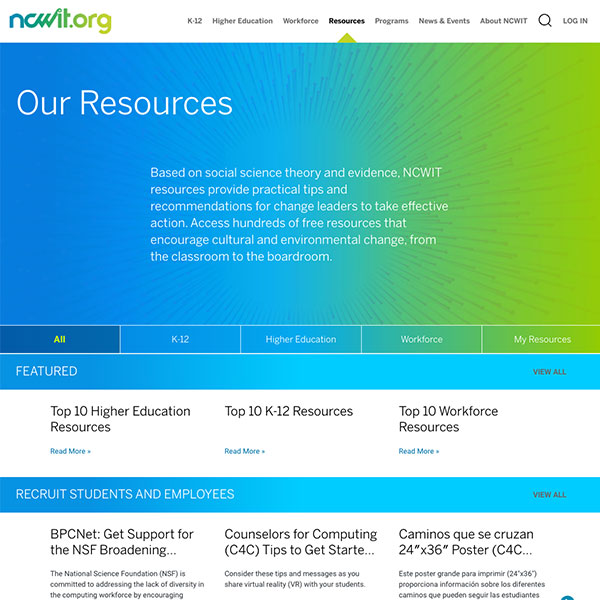 ncwit.org
K-12 Higher Education Workforce Resources Programs News & Events About NCWIT LOG IN
Our Resources
Based on social science theory and evidence, NCWIT
resources provide practical tips and
recommendations for change leaders to take effective
action. Access hundreds of free resources that
encourage cultural and environmental change, from
the classroom to the boardroom.
All K-12 Higher Education Workforce My Resources
FEATURED VIEW ALL
Top 10 Higher Education
Resources
Read More »
Top 10 K-12 Resources
Read More »
Top 10 Workforce
Resources
Read More »
RECRUIT STUDENTS AND EMPLOYEES VIEW ALL
BPCNet: Get Support for
the NSF Broadening...
The National Science Foundation (NSF) is
committed to addressing the lack of diversity in
the computing workforce by encouraging
Counselors for Computing
(C4C) Tips to Get Starte...
Consider these tips and messages as you
share virtual reality (VR) with your students.
Caminos que se cruzan
24″x36″ Poster (C4C...
Este poster grande para imprimir (24"x36")
proporciona información sobre los diferentes
caminos que pueden seguir las estudiantes